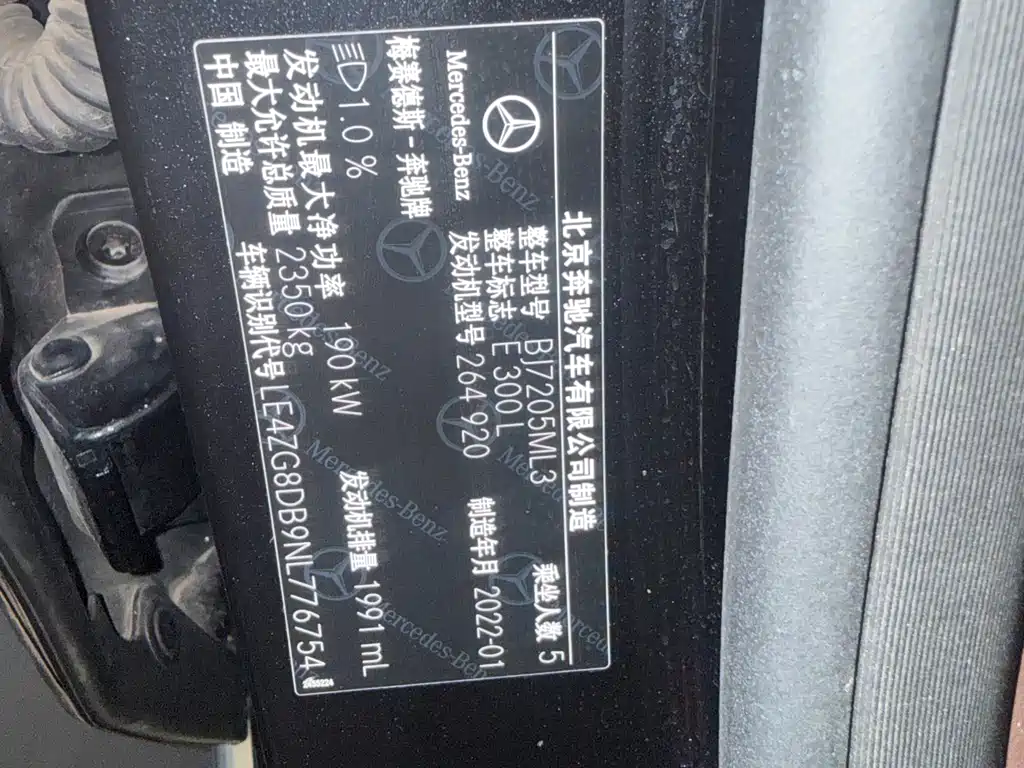 北京奔驰汽车有限公司制造
Mercedes-Benz
整车型号 BJ7205ML3 乘坐人数 5
整车标志 E 300 L
发动机型号 264 920 制造年月 2022-01
梅赛德斯-奔驰牌
1.0 %
发动机最大净功率 190 kW 发动机排量 1991 mL
最大允许总质量 2350 kg
中国 制造 车辆识别代号 LE4ZG8DB9NL776754